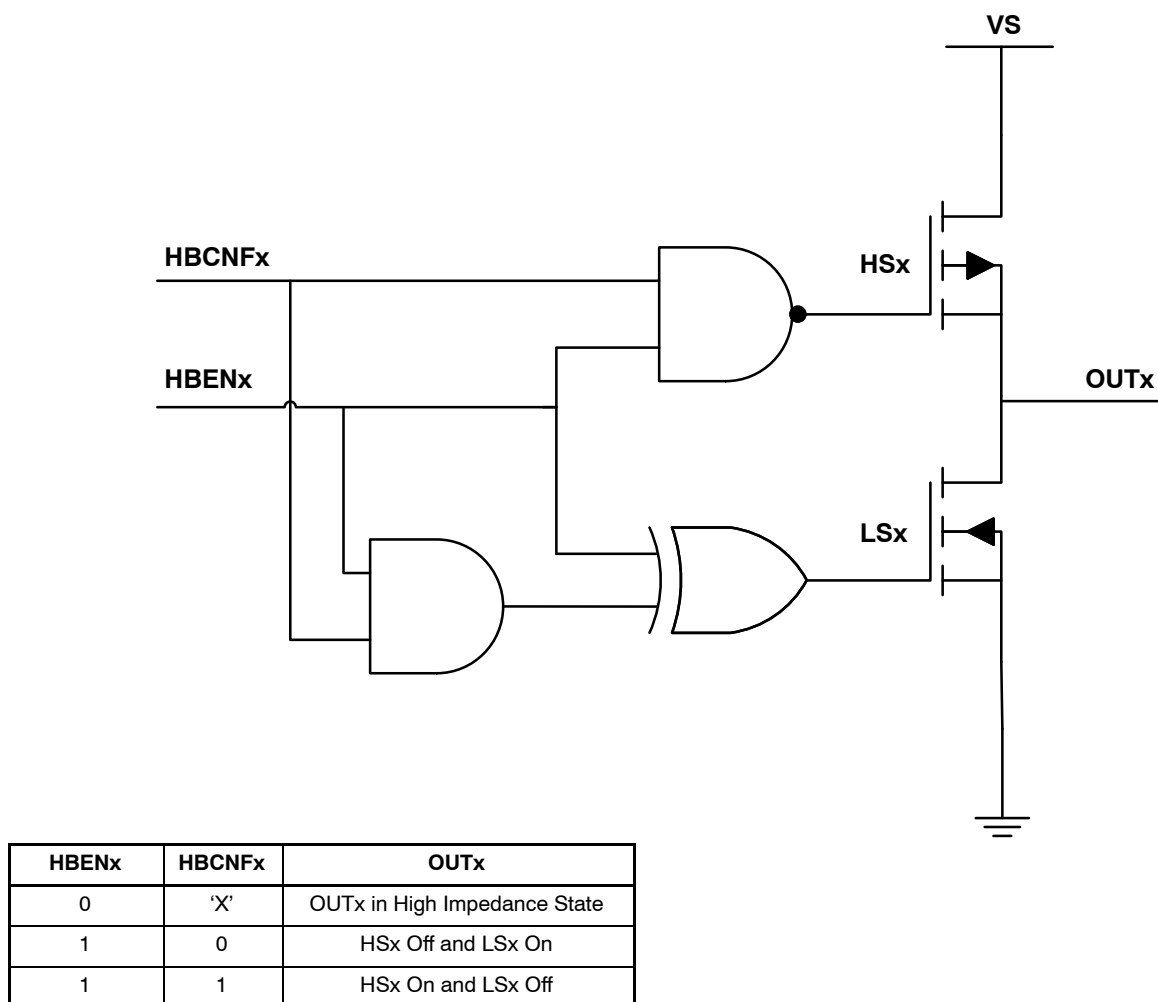 VS
HBCNFx
HSx
HBENx
OUTx
LSx
HBENx HBCNFx OUTx
0 ‘X’ OUTx in High Impedance State
1 0 HSx Off and LSx On
1 1 HSx On and LSx Off